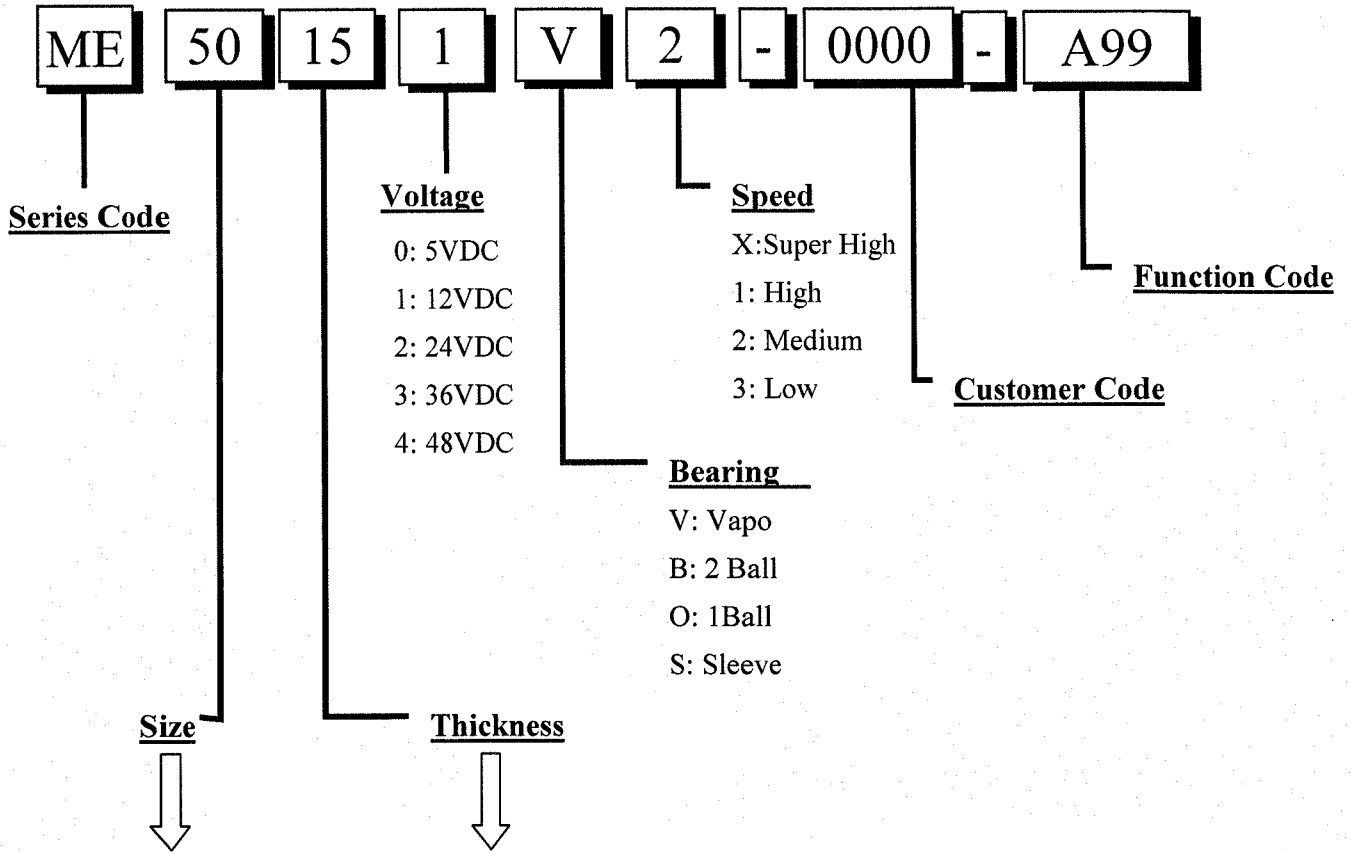 ME 50 15 1 V 2 - 0000 - A99
Series Code
Voltage
0: 5VDC
1: 12VDC
2: 24VDC
3: 36VDC
4: 48VDC
Speed
X:Super High
1: High
2: Medium
3: Low
Function Code
Customer Code
Bearing
V: Vapo
B: 2 Ball
O: 1Ball
S: Sleeve
Size
Thickness